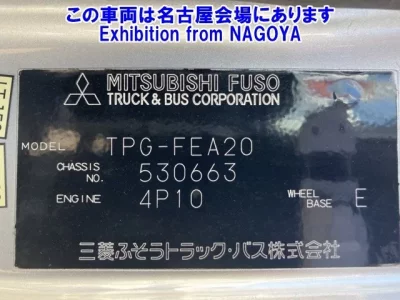 この車両は名古屋会場にあります
Exhibition from NAGOYA
MITSUBISHI FUSO
TRUCK & BUS CORPORATION
MODEL TPG-FEA20
CHASSIS NO. 530663
ENGINE 4P10 WHEEL BASE E
三菱ふそうトラック・バス株式会社